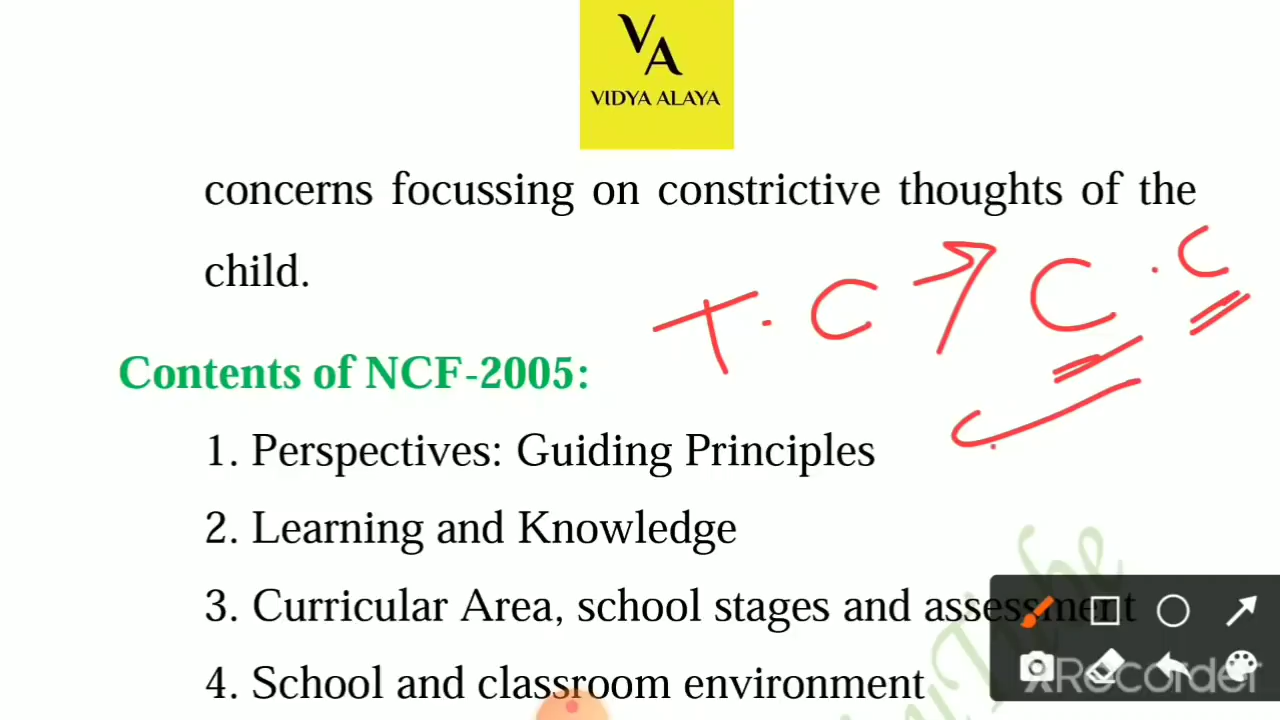 VA
VIDYA ALAYA
concerns focussing on constrictive thoughts of the
child.
T. C → C. C
Contents of NCF-2005:
1. Perspectives: Guiding Principles
2. Learning and Knowledge
3. Curricular Area, school stages and assessment
4. School and classroom environment
XRecorder